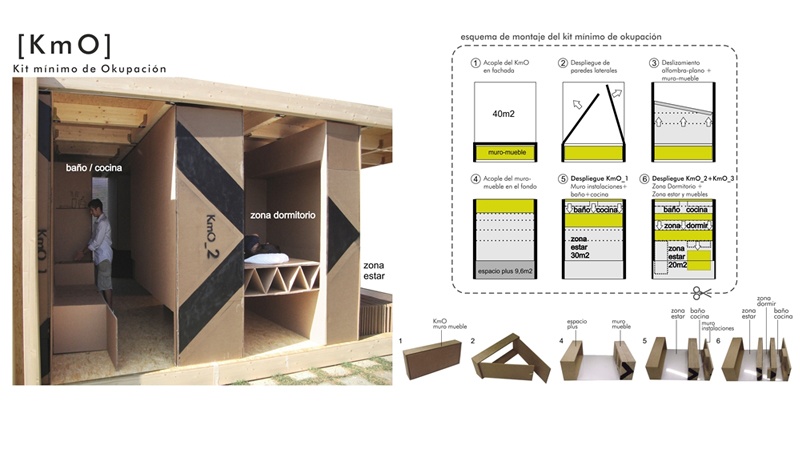 [KmO]
Kit mínimo de Okupación
baño / cocina
KmO_2
zona dormitorio
zona
estar
esquema de montaje del kit mínimo de okupación
1 Acople del KmO
en fachada
2 Despliegue de
paredes laterales
3 Deslizamiento
alfombra-plano +
muro-mueble
40m2
muro-mueble
4 Acople del muro-
mueble en el fondo
5 Despliegue KmO_1
Muro instalaciones+
baño+cocina
6 Despliegue KmO_2+KmO_3
Zona Dormitorio +
Zona estar y muebles
espacio plus 9,6m2
baño cocina
zona
estar
30m2
baño cocina
zona dormir
zona
estar
20m2
1
KmO
muro mueble
2
4
espacio
plus
muro
mueble
5
zona
estar
baño
cocina
muro
instalaciones
6
zona
estar
zona
dormir
baño
cocina